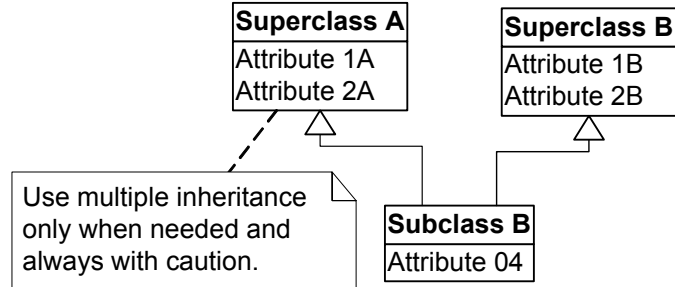 Superclass A
Attribute 1A
Attribute 2A
Superclass B
Attribute 1B
Attribute 2B
Use multiple inheritance
only when needed and
always with caution.
Subclass B
Attribute 04